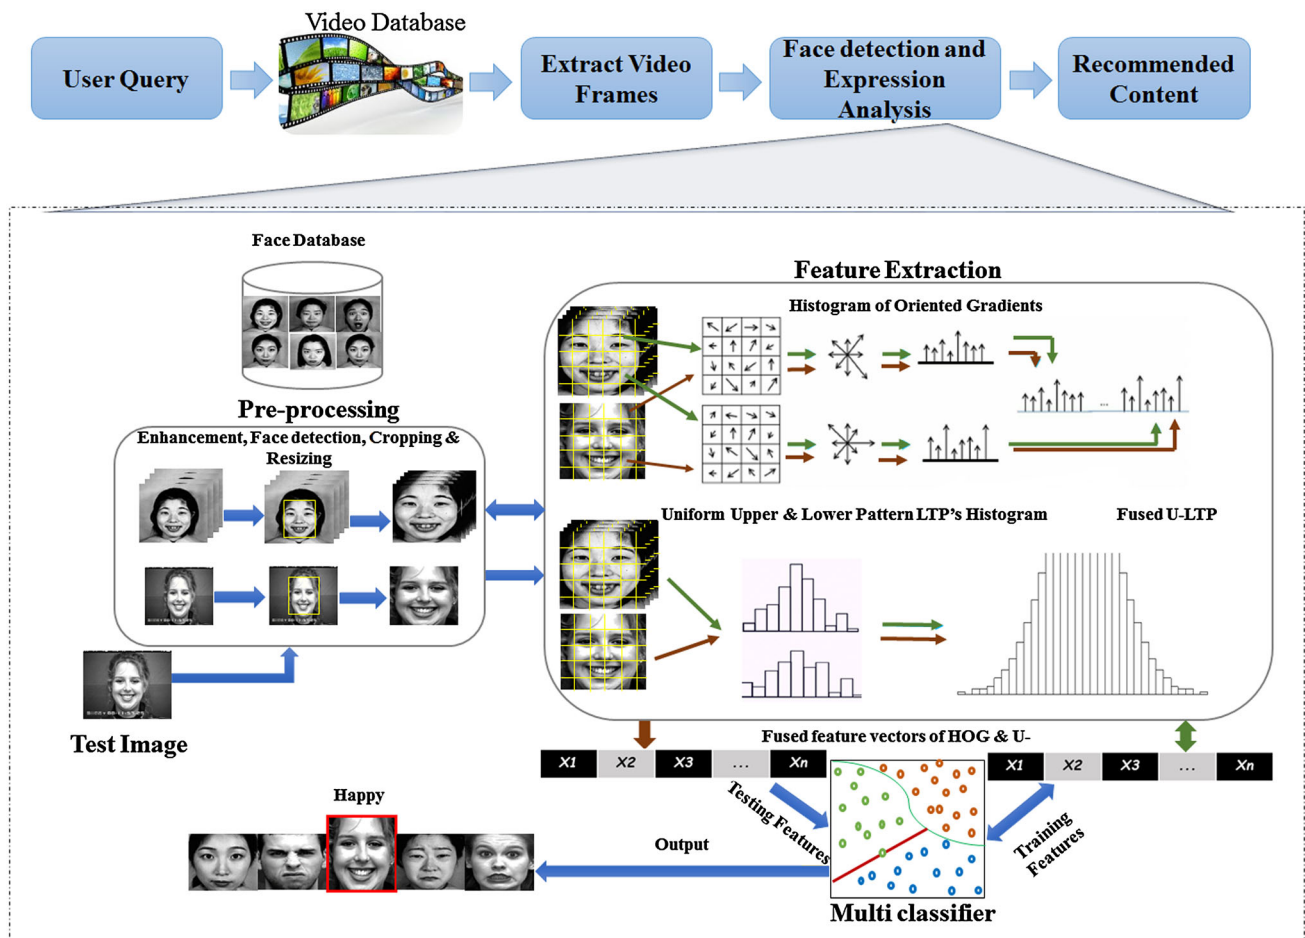 Video Database
User Query
Extract Video
Frames
Face detection and
Expression
Analysis
Recommended
Content
Face Database
Pre-processing
Enhancement, Face detection, Cropping &
Resizing
Test Image
Feature Extraction
Histogram of Oriented Gradients
...
Uniform Upper & Lower Pattern LTP's Histogram
Fused U-LTP
Fused feature vectors of HOG & U-
X1 X2 X3 ... Xn
X1 X2 X3 ... Xn
Testing Features
Training
Features
Multi classifier
Output
Happy